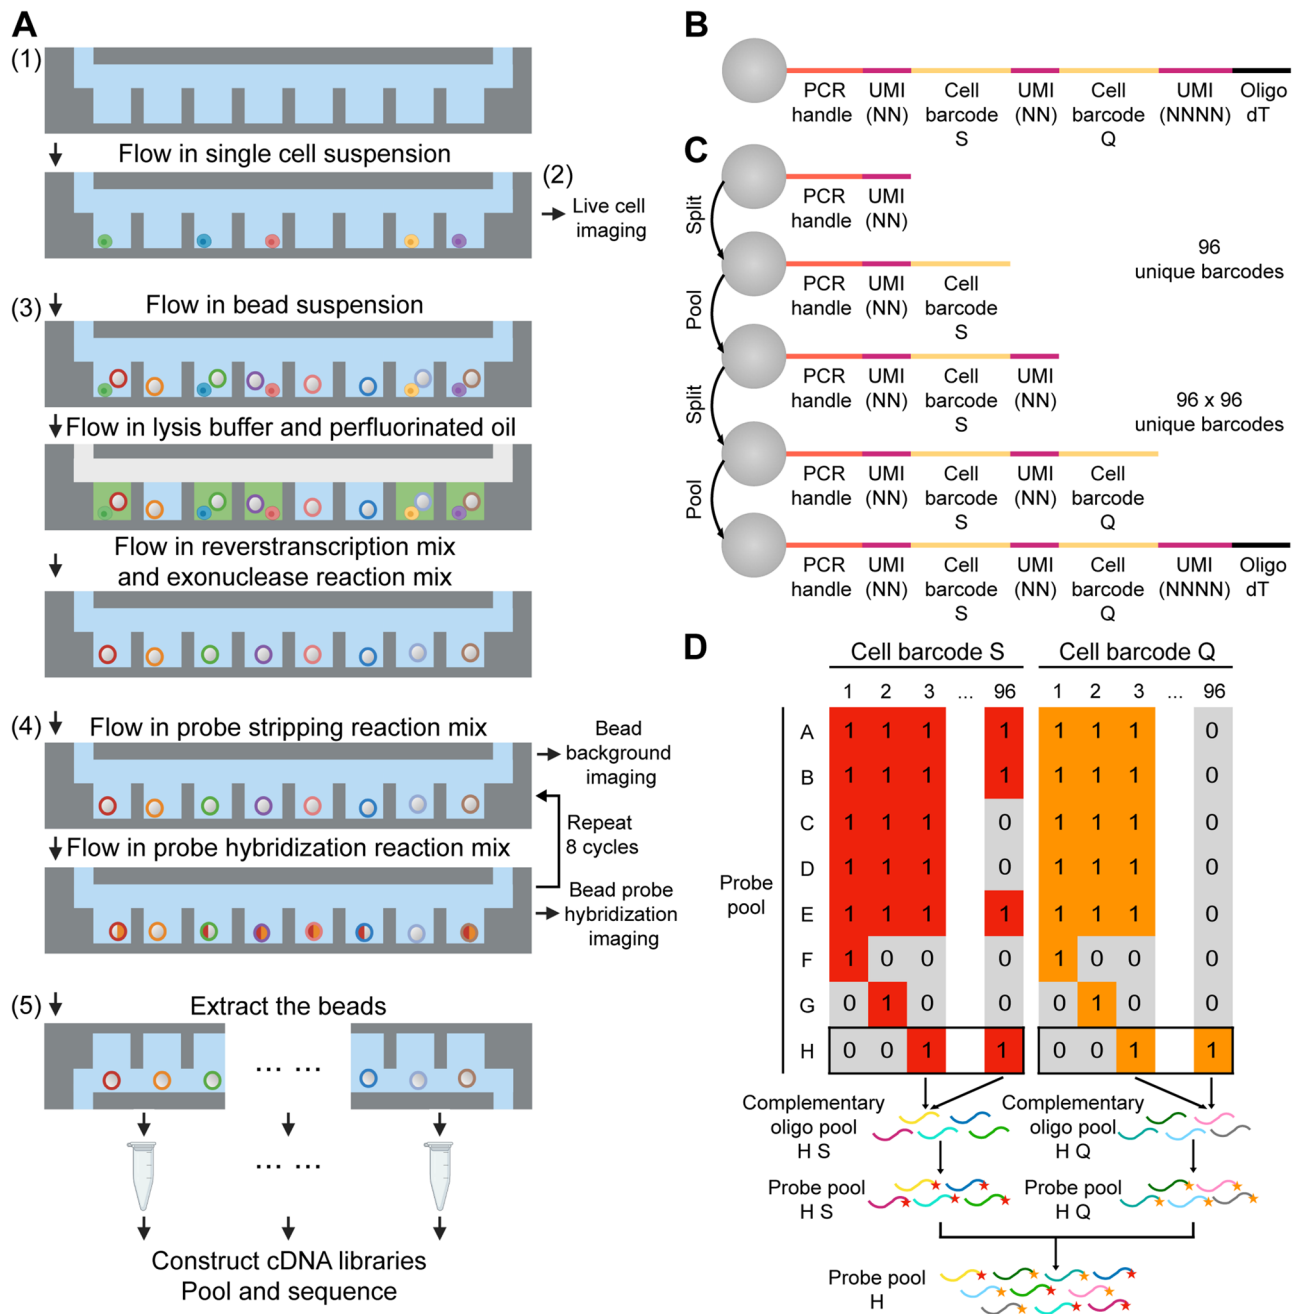 A
(1)
Flow in single cell suspension
(2)
Live cell
imaging
(3)
Flow in bead suspension
Flow in lysis buffer and perfluorinated oil
Flow in reverstranscription mix
and exonuclease reaction mix
(4)
Flow in probe stripping reaction mix
Bead
background
imaging
Repeat
8 cycles
Flow in probe hybridization reaction mix
Bead probe
hybridization
imaging
(5)
Extract the beads
... ...
... ...
Construct cDNA libraries
Pool and sequence
B
PCR handle UMI (NN) Cell barcode S UMI (NN) Cell barcode Q UMI (NNNN) Oligo dT
C
Split
PCR handle UMI (NN)
96
unique barcodes
Pool
PCR handle UMI (NN) Cell barcode S
Split
PCR handle UMI (NN) Cell barcode S UMI (NN)
96 x 96
unique barcodes
Pool
PCR handle UMI (NN) Cell barcode S UMI (NN) Cell barcode Q
PCR handle UMI (NN) Cell barcode S UMI (NN) Cell barcode Q UMI (NNNN) Oligo dT
D
Cell barcode S Cell barcode Q
1 2 3 ... 96 1 2 3 ... 96
Probe
pool
A 1 1 1 1 1 1 1 0
B 1 1 1 1 1 1 1 0
C 1 1 1 0 1 1 1 0
D 1 1 1 0 1 1 1 0
E 1 1 1 1 1 1 1 0
F 1 0 0 0 1 0 0 0
G 0 1 0 0 0 1 0 0
H 0 0 1 1 0 0 1 1
Complementary
oligo pool
H S
Complementary
oligo pool
H Q
Probe pool
H S
Probe pool
H Q
Probe pool
H